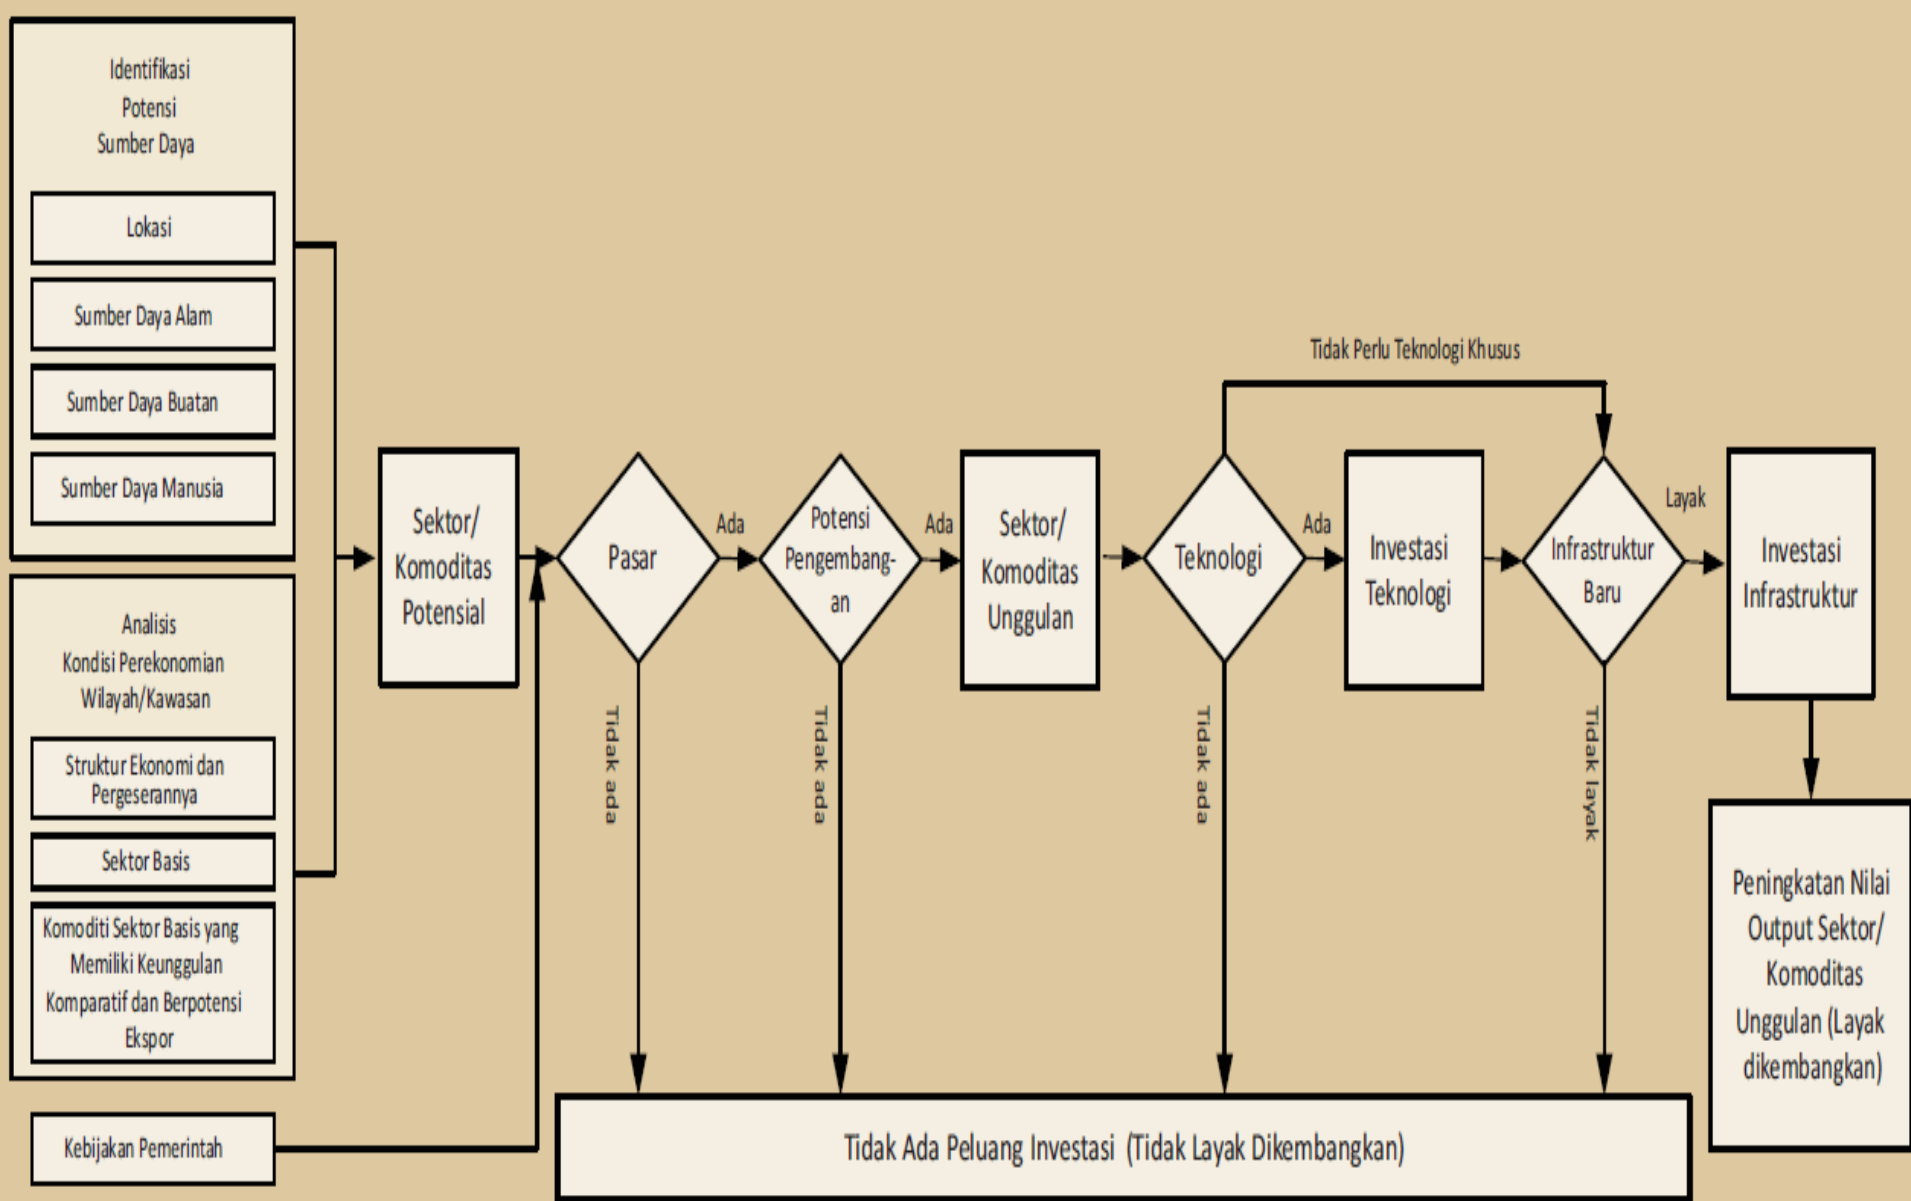 Identifikasi
Potensi
Sumber Daya
Lokasi
Sumber Daya Alam
Sumber Daya Buatan
Sumber Daya Manusia
Analisis
Kondisi Perekonomian
Wilayah/Kawasan
Struktur Ekonomi dan
Pergeserannya
Sektor Basis
Komoditi Sektor Basis yang
Memiliki Keunggulan
Komparatif dan Berpotensi
Ekspor
Kebijakan Pemerintah
Sektor/
Komoditas
Potensial
Pasar
Ada
Tidak ada
Potensi
Pengembang-
an
Ada
Tidak ada
Sektor/
Komoditas
Unggulan
Teknologi
Tidak Perlu Teknologi Khusus
Ada
Tidak ada
Investasi
Teknologi
Infrastruktur
Baru
Layak
Tidak layak
Investasi
Infrastruktur
Peningkatan Nilai
Output Sektor/
Komoditas
Unggulan (Layak
dikembangkan)
Tidak Ada Peluang Investasi (Tidak Layak Dikembangkan)